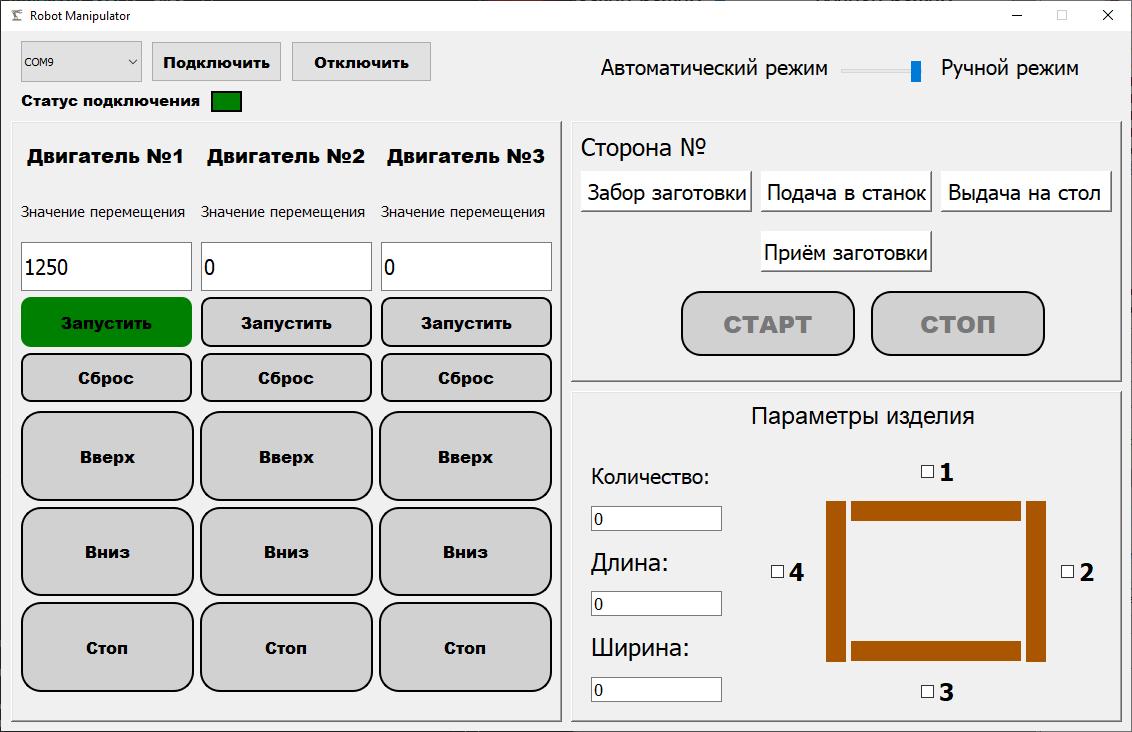 Robot Manipulator
COM9
Подключить
Отключить
Автоматический режим
Ручной режим
Статус подключения
Двигатель №1 Двигатель №2 Двигатель №3
Значение перемещения Значение перемещения Значение перемещения
1250 0 0
Запустить Запустить Запустить
Сброс Сброс Сброс
Вверх Вверх Вверх
Вниз Вниз Вниз
Стоп Стоп Стоп
Сторона №
Забор заготовки Подача в станок Выдача на стол
Приём заготовки
СТАРТ СТОП
Параметры изделия
Количество:
0
Длина:
0
Ширина:
0
1
4 2
3